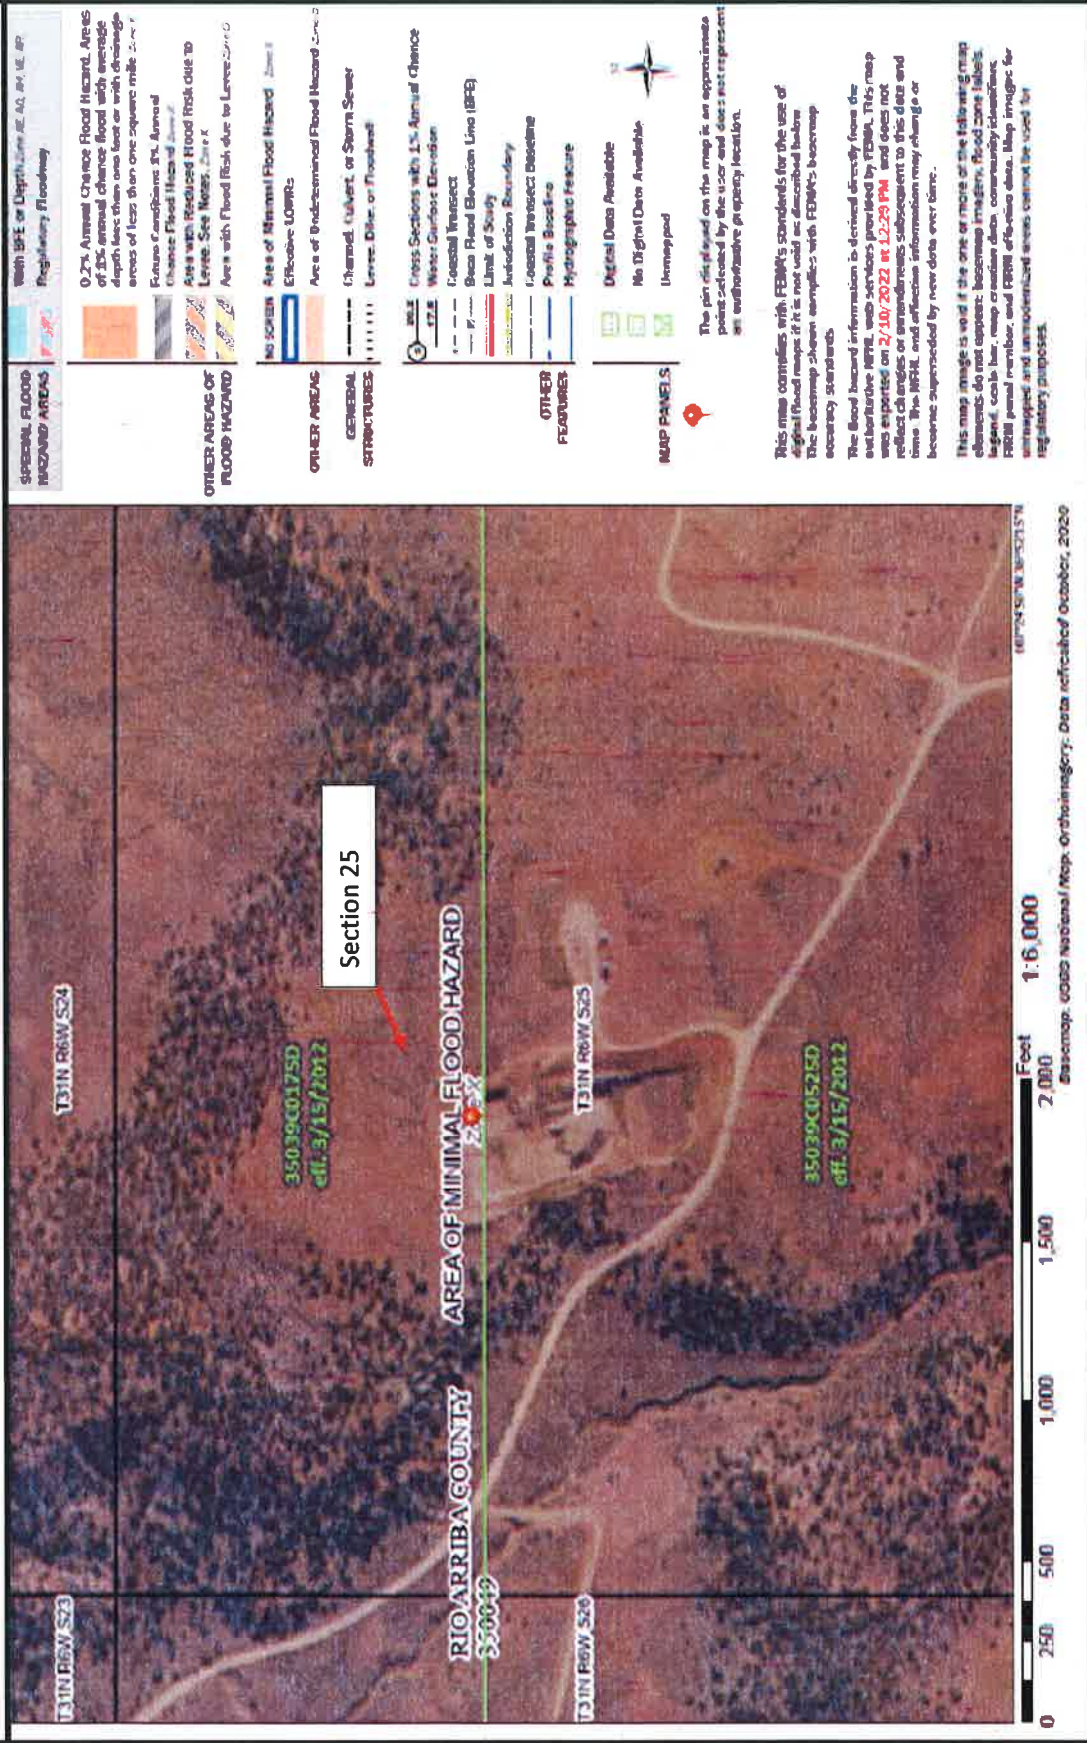 SPECIAL FLOOD
HAZARD AREAS
With BFE or Depth Zone AE, AO, AH, VE, AR
Regulatory Floodway
0.2% Annual Chance Flood Hazard, Areas
of 1% annual chance flood with average
depth less than one foot or with drainage
areas of less than one square mile Zone X
Future Conditions 1% Annual
Chance Flood Hazard Zone X
Area with Reduced Flood Risk due to
Levee. See Notes. Zone X
Area with Flood Risk due to Levee Zone D
OTHER AREAS OF
FLOOD HAZARD
NO SCREEN
Area of Minimal Flood Hazard Zone X
Effective LOMRs
Area of Undetermined Flood Hazard Zone D
OTHER AREAS
Channel, Culvert, or Storm Sewer
Levee, Dike, or Floodwall
GENERAL
STRUCTURES
20.2
17.5
Cross Sections with 1% Annual Chance
Water Surface Elevation
Coastal Transect
Base Flood Elevation Line (BFE)
Limit of Study
Jurisdiction Boundary
Coastal Transect Baseline
Profile Baseline
Hydrographic Feature
OTHER
FEATURES
Digital Data Available
No Digital Data Available
Unmapped
MAP PANELS
The pin displayed on the map is an approximate
point selected by the user and does not represent
an authoritative property location.
This map complies with FEMA's standards for the use of
digital flood maps if it is not void as described below.
The basemap shown complies with FEMA's basemap
accuracy standards
The flood hazard information is derived directly from the
authoritative NFHL web services provided by FEMA. This map
was exported on 2/10/2022 at 12:29 PM and does not
reflect changes or amendments subsequent to this date and
time. The NFHL and effective information may change or
become superseded by new data over time.
This map image is void if the one or more of the following map
elements do not appear: basemap imagery, flood zone labels,
legend, scale bar, map creation date, community identifiers,
FIRM panel number, and FIRM effective date. Map images for
unmapped and unmodernized areas cannot be used for
regulatory purposes.
T31N R6W S23
T31N R6W S24
35039C0175D
eff. 3/15/2012
Section 25
RIO ARRIBA COUNTY
350049
AREA OF MINIMAL FLOOD HAZARD
T31N R6W S26
T31N R6W S25
35039C0525D
eff. 3/15/2012
0
250
500
1,000
1,500
2,000
Feet
1:6,000
Basemap: USGS National Map: Orthoimagery: Data refreshed October, 2020